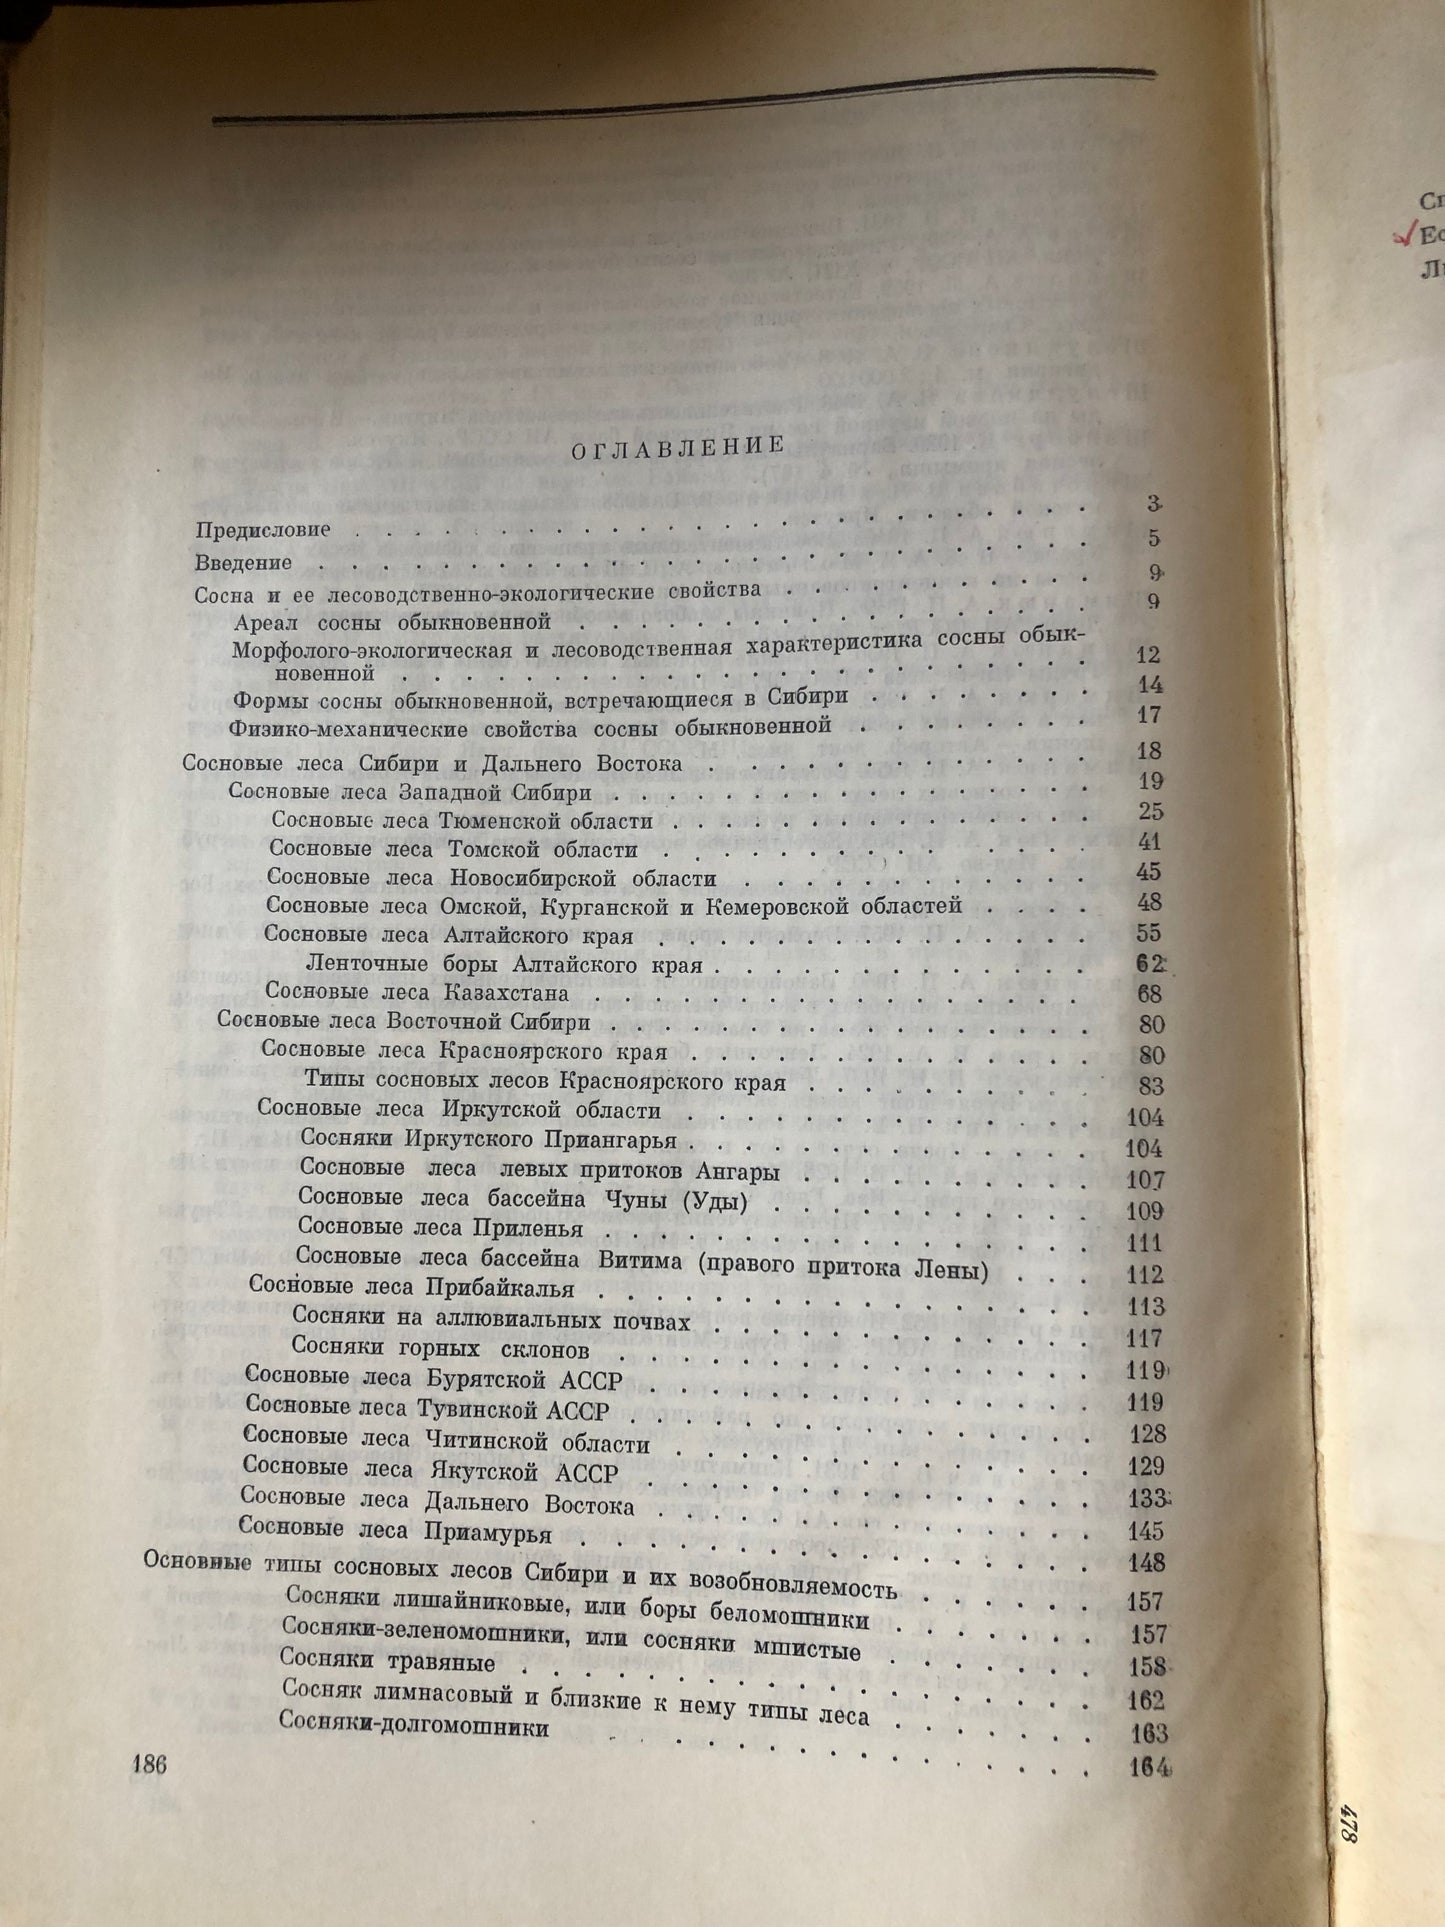 ОГЛАВЛЕНИЕ
Предисловие . . . . . . . . . . . . . . . . . . . . . . 3
Введение . . . . . . . . . . . . . . . . . . . . . . . 5
Сосна и ее лесоводственно-экологические свойства . . . . . . . . . 9
Ареал сосны обыкновенной . . . . . . . . . . . . . . . . 9
Морфолого-экологическая и лесоводственная характеристика сосны обык-
новенной . . . . . . . . . . . . . . . . . . . . . 12
Формы сосны обыкновенной, встречающиеся в Сибири . . . . . . . . 14
Физико-механические свойства сосны обыкновенной . . . . . . . . 17
Сосновые леса Сибири и Дальнего Востока . . . . . . . . . . . . 18
Сосновые леса Западной Сибири . . . . . . . . . . . . . . 19
Сосновые леса Тюменской области . . . . . . . . . . . . . 25
Сосновые леса Томской области . . . . . . . . . . . . . 41
Сосновые леса Новосибирской области . . . . . . . . . . . 45
Сосновые леса Омской, Курганской и Кемеровской областей . . . . 48
Сосновые леса Алтайского края . . . . . . . . . . . . . 55
Ленточные боры Алтайского края . . . . . . . . . . . . . 62
Сосновые леса Казахстана . . . . . . . . . . . . . . . 68
Сосновые леса Восточной Сибири . . . . . . . . . . . . . . 80
Сосновые леса Красноярского края . . . . . . . . . . . . . 80
Типы сосновых лесов Красноярского края . . . . . . . . . . 83
Сосновые леса Иркутской области . . . . . . . . . . . . . 104
Сосняки Иркутского Приангарья . . . . . . . . . . . . . 104
Сосновые леса левых притоков Ангары . . . . . . . . . . 107
Сосновые леса бассейна Чуны (Уды) . . . . . . . . . . . 109
Сосновые леса Приленья . . . . . . . . . . . . . . . 111
Сосновые леса бассейна Витима (правого притока Лены) . . . 112
Сосновые леса Прибайкалья . . . . . . . . . . . . . . . 113
Сосняки на аллювиальных почвах . . . . . . . . . . . . 117
Сосняки горных склонов . . . . . . . . . . . . . . . 119
Сосновые леса Бурятской АССР . . . . . . . . . . . . . . 119
Сосновые леса Тувинской АССР . . . . . . . . . . . . . . 128
Сосновые леса Читинской области . . . . . . . . . . . . . 129
Сосновые леса Якутской АССР . . . . . . . . . . . . . . 133
Сосновые леса Дальнего Востока . . . . . . . . . . . . . 145
Сосновые леса Приамурья . . . . . . . . . . . . . . . . 148
Основные типы сосновых лесов Сибири и их возобновляемость . . . . . . 157
Сосняки лишайниковые, или боры беломошники . . . . . . . 157
Сосняки-зеленомошники, или сосняки мшистые . . . . . . . 158
Сосняки травяные . . . . . . . . . . . . . . . . . . 162
Сосняк лимнасовый и близкие к нему типы леса . . . . . . . 163
Сосняки-долгомошники . . . . . . . . . . . . . . . . 164
186
478